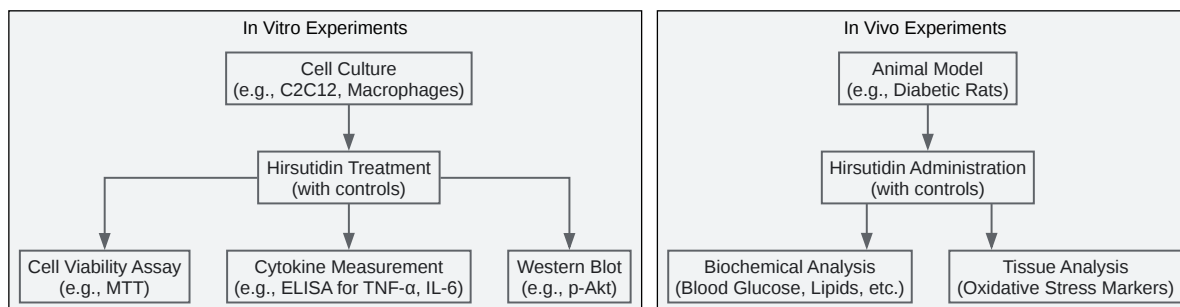 In Vitro Experiments
Cell Culture
(e.g., C2C12, Macrophages)
Hirsutidin Treatment
(with controls)
Cell Viability Assay
(e.g., MTT)
Cytokine Measurement
(e.g., ELISA for TNF-α, IL-6)
Western Blot
(e.g., p-Akt)
In Vivo Experiments
Animal Model
(e.g., Diabetic Rats)
Hirsutidin Administration
(with controls)
Biochemical Analysis
(Blood Glucose, Lipids, etc.)
Tissue Analysis
(Oxidative Stress Markers)